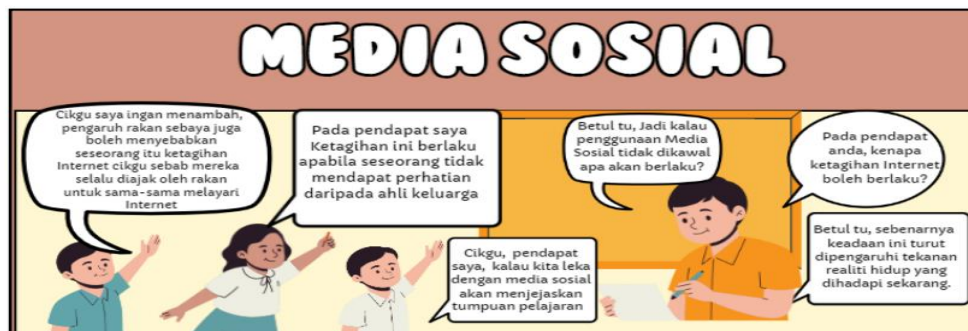 MEDIA SOSIAL
Cikgu saya ingan menambah,
pengaruh rakan sebaya juga
boleh menyebabkan
seseorang itu ketagihan
Internet cikgu sebab mereka
selalu diajak oleh rakan
untuk sama-sama melayari
Internet
Pada pendapat saya
Ketagihan ini berlaku
apabila seseorang tidak
mendapat perhatian
daripada ahli keluarga
Cikgu, pendapat
saya, kalau kita leka
dengan media sosial
akan menjejaskan
tumpuan pelajaran
Betul tu, Jadi kalau
penggunaan Media
Sosial tidak dikawal
apa akan berlaku?
Pada pendapat
anda, kenapa
ketagihan Internet
boleh berlaku?
Betul tu, sebenarnya
keadaan ini turut
dipengaruhi tekanan
realiti hidup yang
dihadapi sekarang.